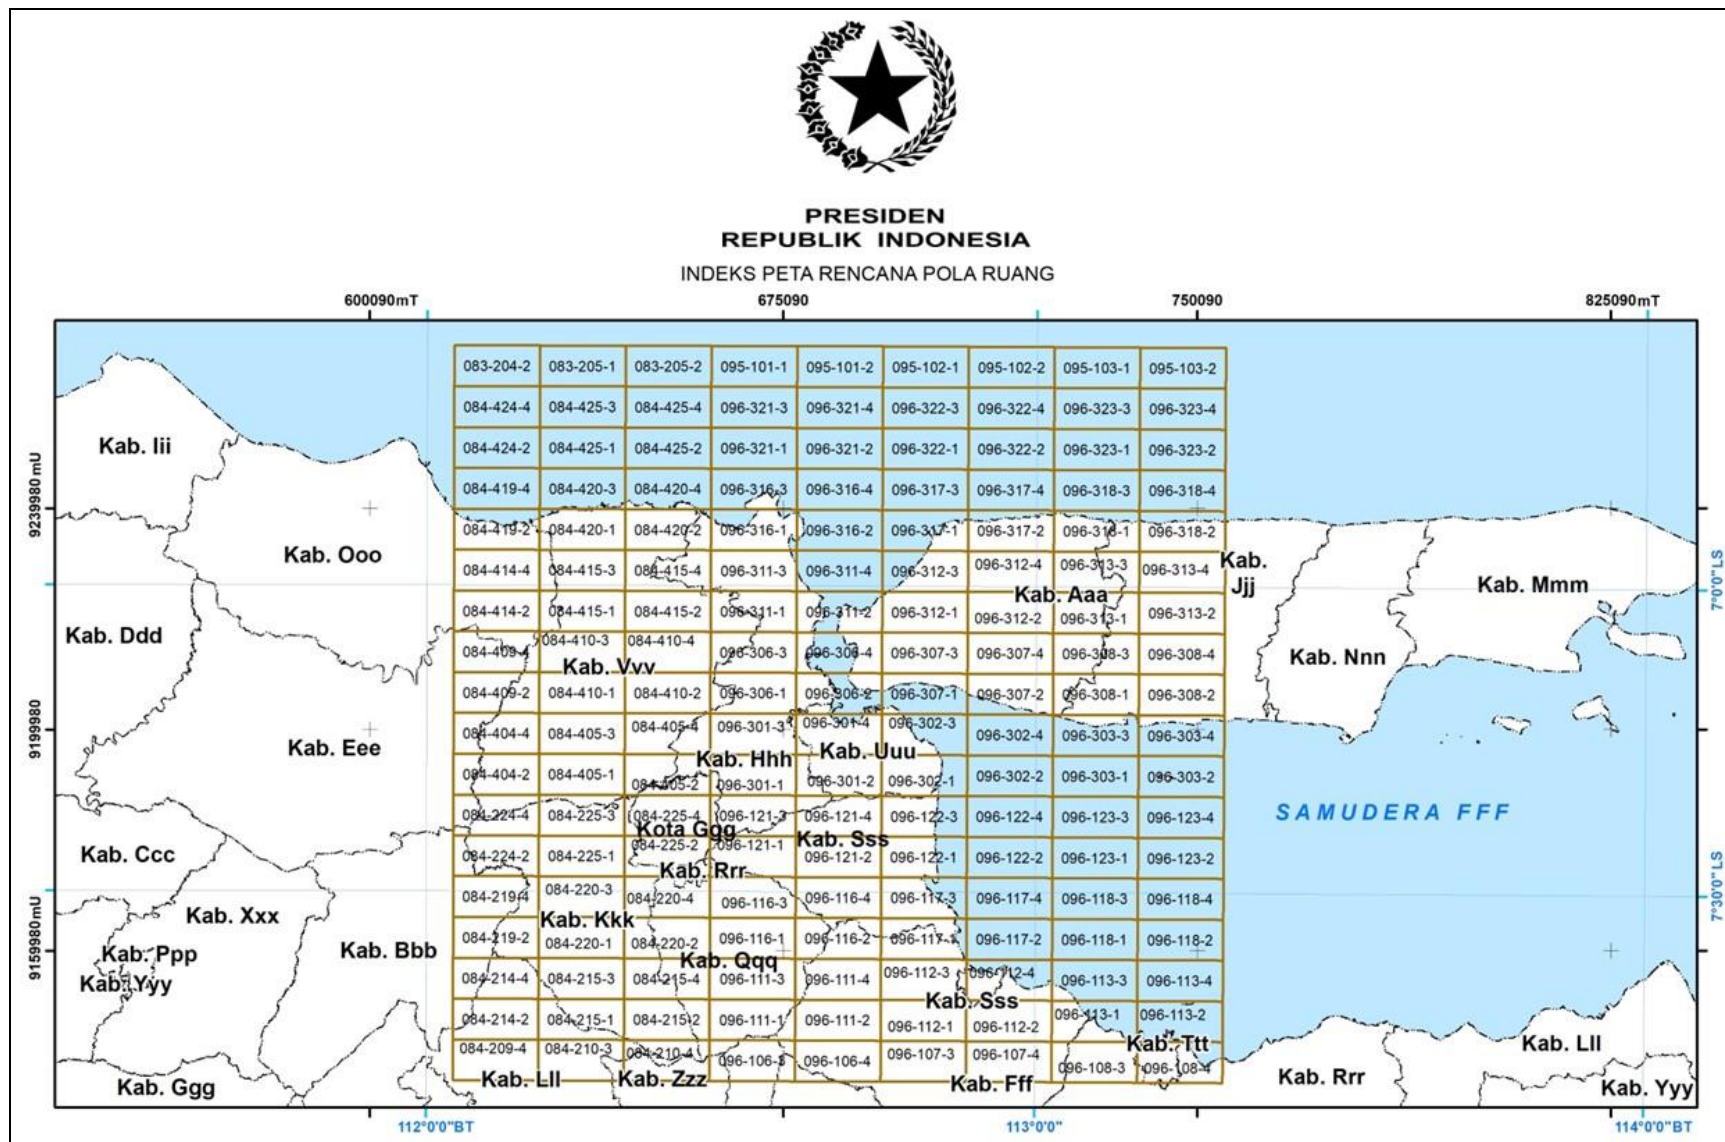 PRESIDEN
REPUBLIK INDONESIA
INDEKS PETA RENCANA POLA RUANG
600090mT 675090 750090 825090mT
083-204-2 083-205-1 083-205-2 095-101-1 095-101-2 095-102-1 095-102-2 095-103-1 095-103-2
084-424-4 084-425-3 084-425-4 096-321-3 096-321-4 096-322-3 096-322-4 096-323-3 096-323-4
Kab. Iii
084-424-2 084-425-1 084-425-2 096-321-1 096-321-2 096-322-1 096-322-2 096-323-1 096-323-2
084-419-4 084-420-3 084-420-4 096-316-3 096-316-4 096-317-3 096-317-4 096-318-3 096-318-4
9239980mU
084-419-2 084-420-1 084-420-2 096-316-1 096-316-2 096-317-1 096-317-2 096-318-1 096-318-2
Kab. Ooo
Kab. Jjj
084-414-4 084-415-3 084-415-4 096-311-3 096-311-4 096-312-3 096-312-4 096-313-3 096-313-4
7°0'0"LS
Kab. Aaa
Kab. Mmm
084-414-2 084-415-1 084-415-2 096-311-1 096-311-2 096-312-1 096-312-2 096-313-1 096-313-2
Kab. Ddd
084-409-4 084-410-3 084-410-4 096-306-3 096-306-4 096-307-3 096-307-4 096-308-3 096-308-4
Kab. Vvv
Kab. Nnn
084-409-2 084-410-1 084-410-2 096-306-1 096-306-2 096-307-1 096-307-2 096-308-1 096-308-2
9199980
084-404-4 084-405-3 084-405-4 096-301-3 096-301-4 096-302-3 096-302-4 096-303-3 096-303-4
Kab. Eee
Kab. Hhh
Kab. Uuu
084-404-2 084-405-1 084-405-2 096-301-1 096-301-2 096-302-1 096-302-2 096-303-1 096-303-2
SAMUDERA FFF
084-224-4 084-225-3 084-225-4 096-121-3 096-121-4 096-122-3 096-122-4 096-123-3 096-123-4
Kota Ggg
Kab. Sss
Kab. Ccc
084-224-2 084-225-1 084-225-2 096-121-1 096-121-2 096-122-1 096-122-2 096-123-1 096-123-2
Kab. Rrr
7°30'0"LS
084-219-4 084-220-3 084-220-4 096-116-3 096-116-4 096-117-3 096-117-4 096-118-3 096-118-4
Kab. Xxx
Kab. Kkk
084-219-2 084-220-1 084-220-2 096-116-1 096-116-2 096-117-1 096-117-2 096-118-1 096-118-2
9159980mU
Kab. Ppp
Kab. Bbb
Kab. Qqq
084-214-4 084-215-3 084-215-4 096-111-3 096-111-4 096-112-3 096-112-4 096-113-3 096-113-4
Kab. Yyy
Kab. Sss
084-214-2 084-215-1 084-215-2 096-111-1 096-111-2 096-112-1 096-112-2 096-113-1 096-113-2
Kab. Ttt
Kab. Lll
084-209-4 084-210-3 084-210-4 096-106-3 096-106-4 096-107-3 096-107-4 096-108-3 096-108-4
Kab. Ggg
Kab. Lll
Kab. Zzz
Kab. Fff
Kab. Rrr
Kab. Yyy
112°0'0"BT 113°0'0" 114°0'0"BT